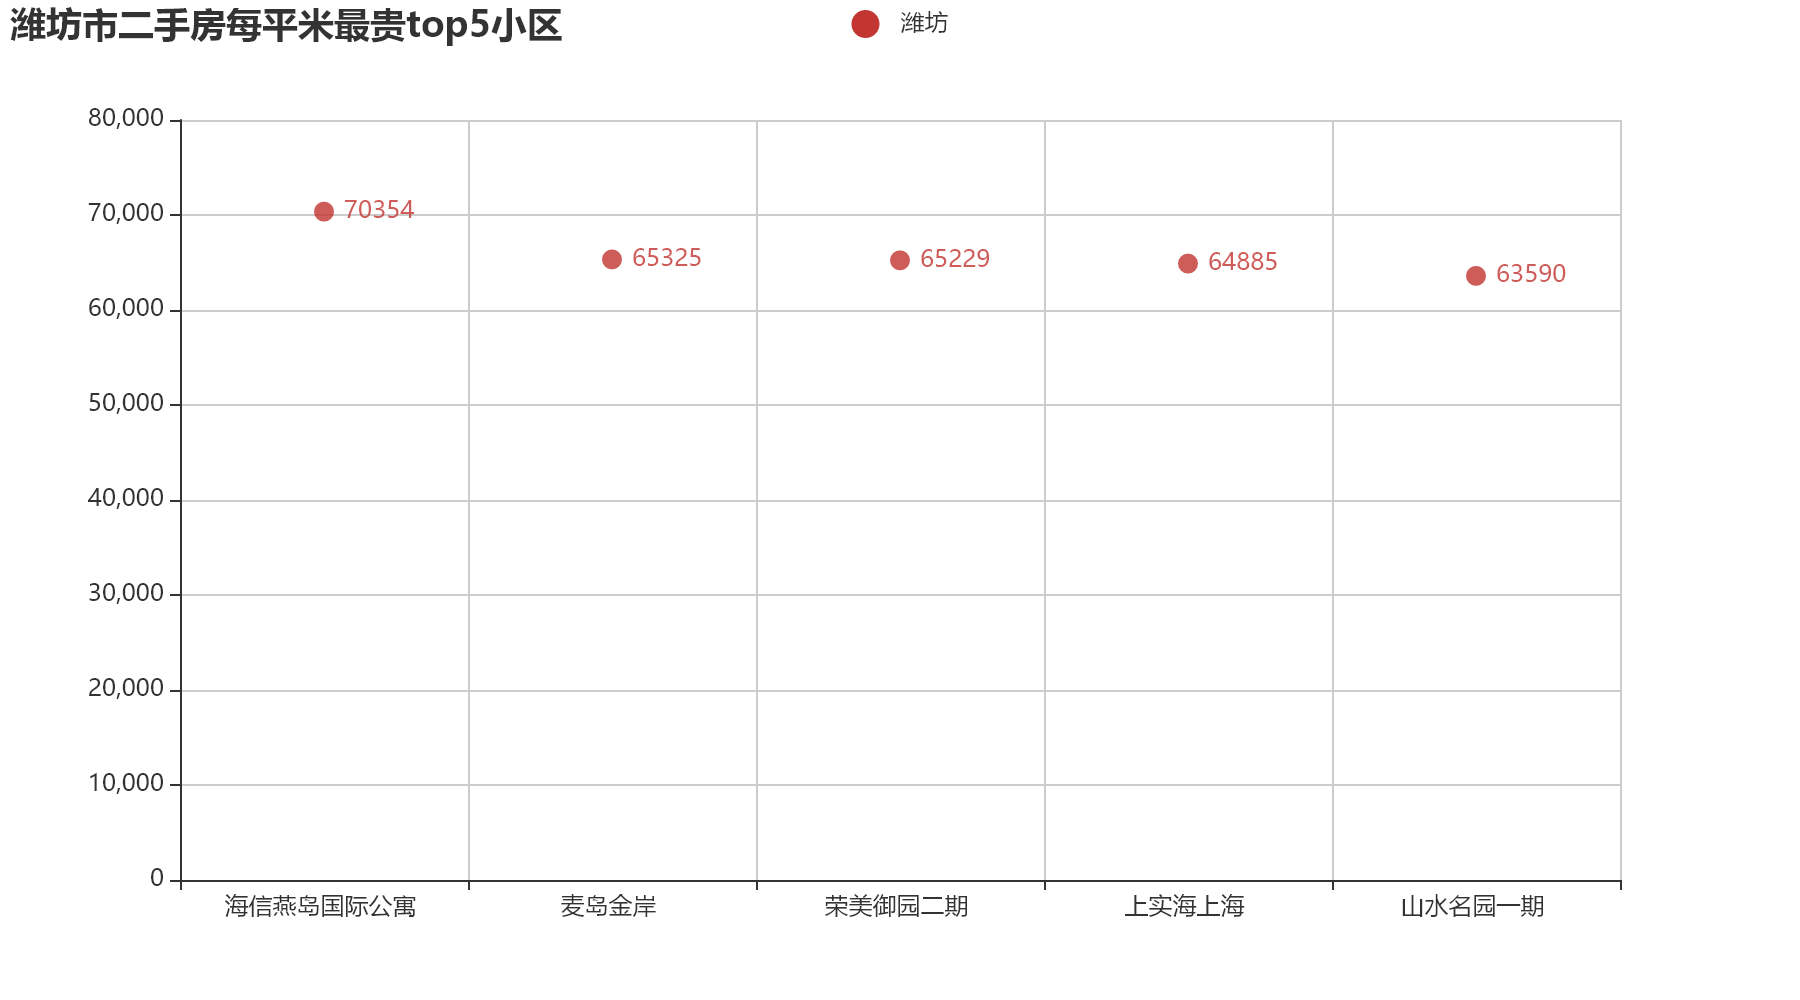 潍坊市二手房每平米最贵top5小区
潍坊
80,000
70,000
60,000
50,000
40,000
30,000
20,000
10,000
0
70354
65325
65229
64885
63590
海信燕岛国际公寓
麦岛金岸
荣美御园二期
上实海上海
山水名园一期